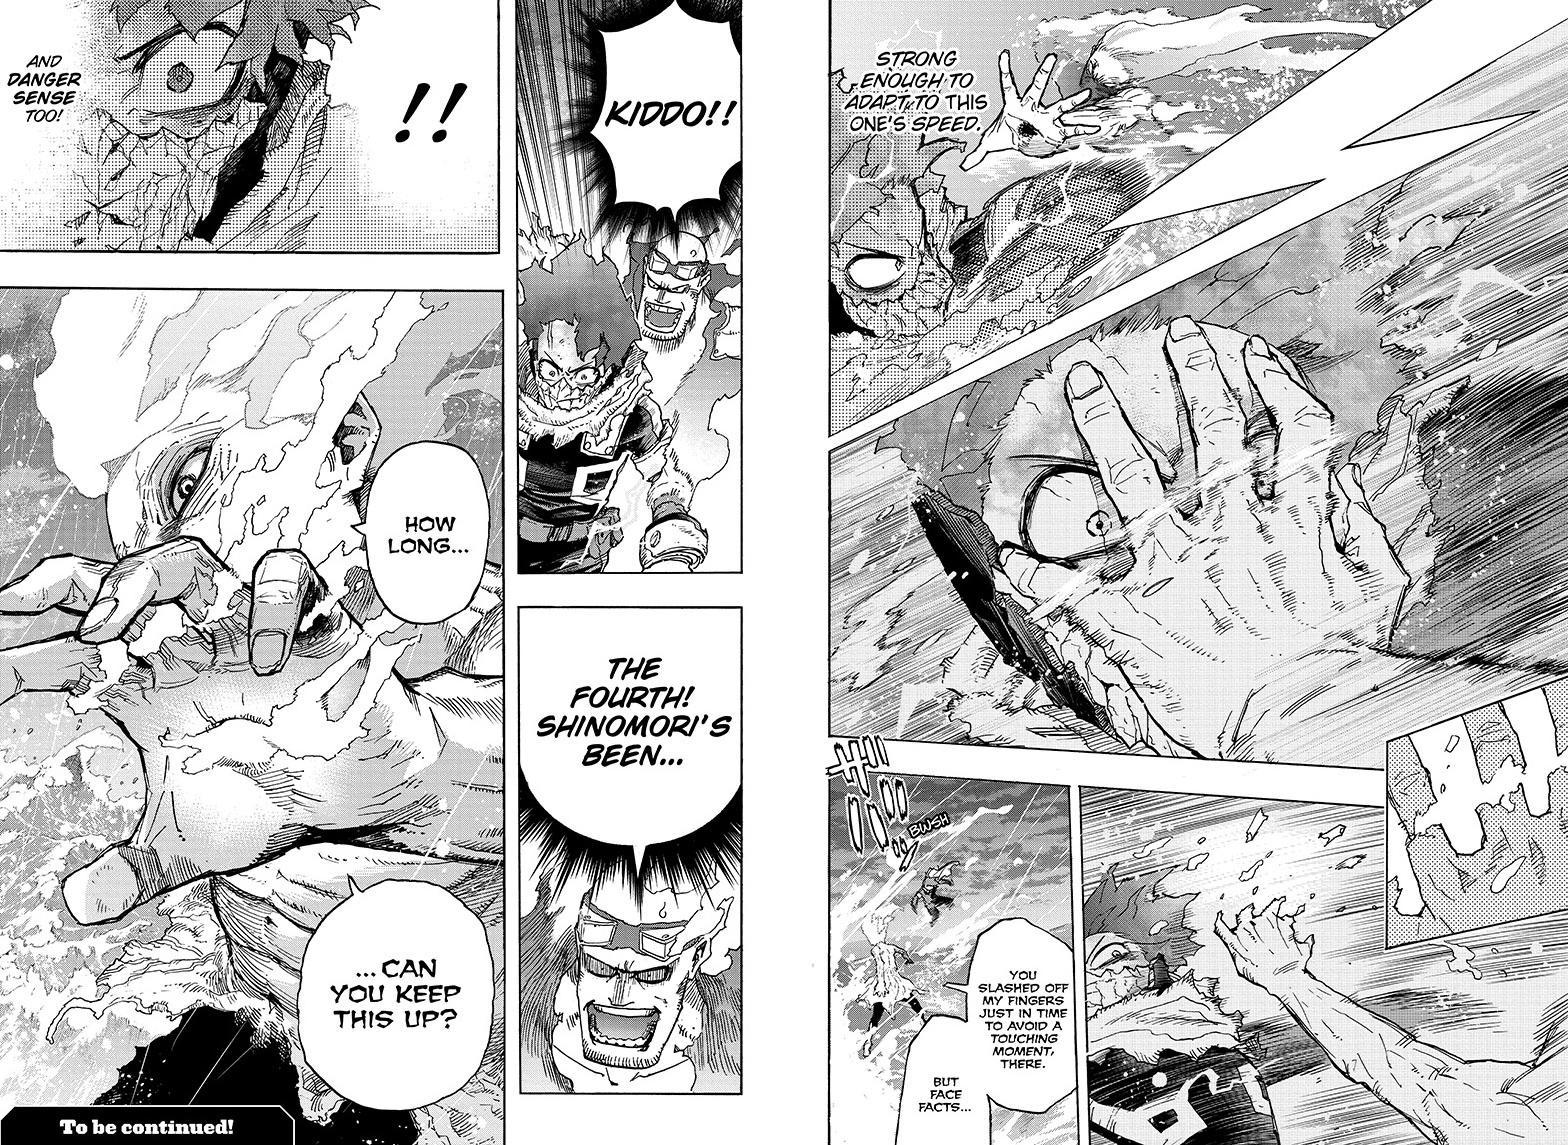 STRONG
ENOUGH TO
ADAPT TO THIS
ONE'S SPEED.
BWSH
YOU
SLASHED OFF
MY FINGERS
JUST IN TIME
TO AVOID A
TOUCHING
MOMENT,
THERE.
BUT
FACE
FACTS...
KIDDO!!
THE
FOURTH!
SHINOMORI'S
BEEN...
!!
AND
DANGER
SENSE
TOO!
HOW
LONG...
...CAN
YOU KEEP
THIS UP?
To be continued!